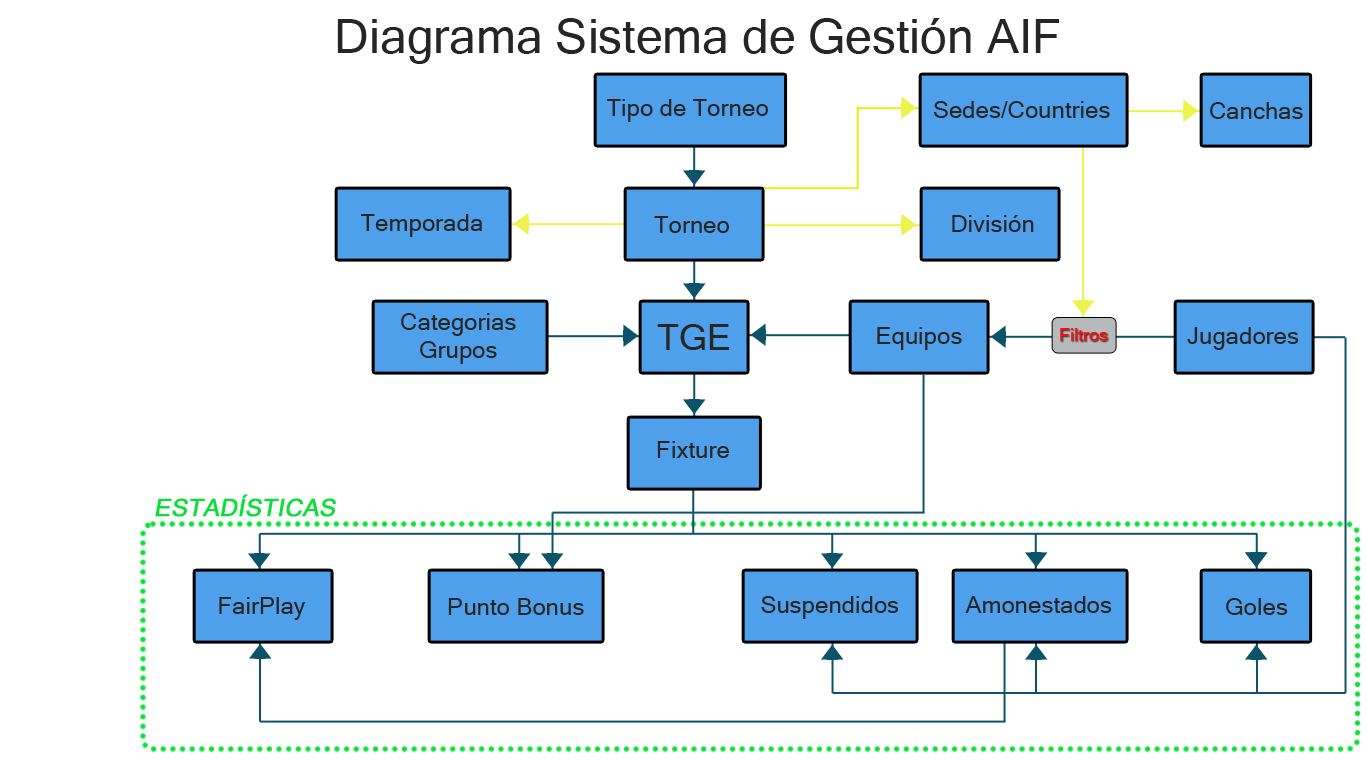 Diagrama Sistema de Gestión AIF
Tipo de Torneo
Sedes/Countries
Canchas
Temporada
Torneo
División
Categorias
Grupos
TGE
Equipos
Filtros
Jugadores
Fixture
ESTADÍSTICAS
FairPlay
Punto Bonus
Suspendidos
Amonestados
Goles